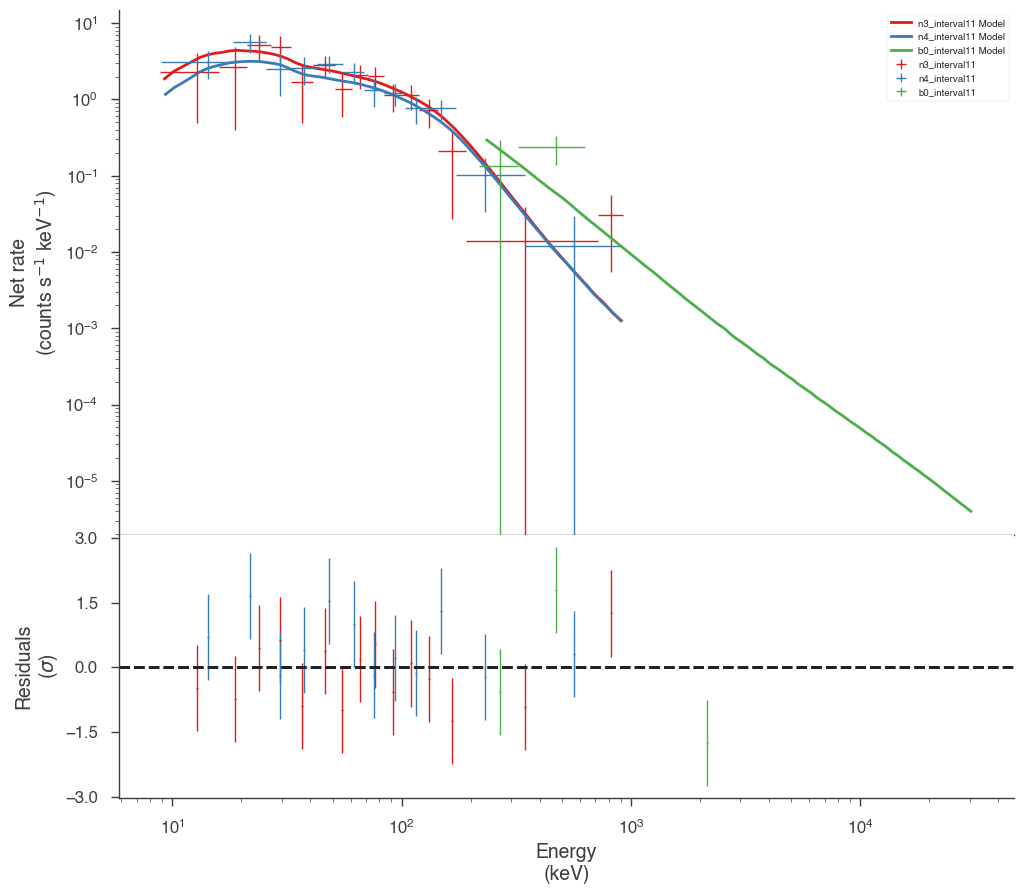 n3_interval11 Model
n4_interval11 Model
b0_interval11 Model
n3_interval11
n4_interval11
b0_interval11
Net rate
(counts s⁻¹ keV⁻¹)
10¹
10⁰
10⁻¹
10⁻²
10⁻³
10⁻⁴
10⁻⁵
Residuals
(σ)
3.0
1.5
0.0
−1.5
−3.0
10¹ 10² 10³ 10⁴
Energy
(keV)